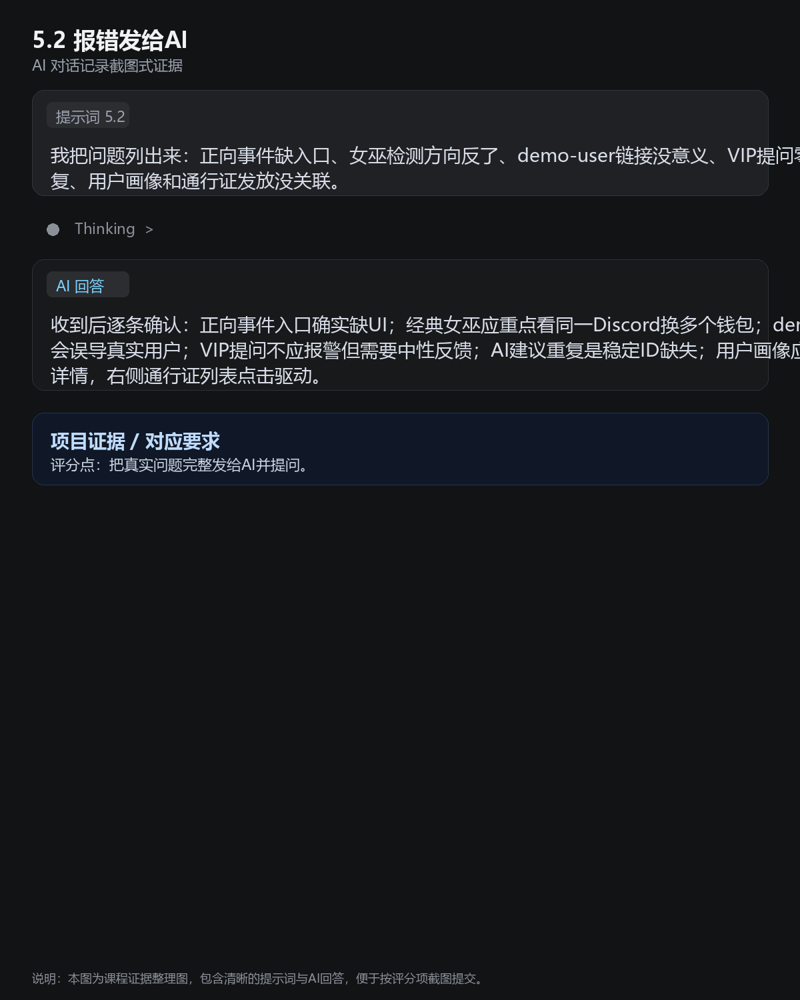 5.2 报错发给AI
AI 对话记录截图式证据
提示词 5.2
我把问题列出来：正向事件缺入口、女巫检测方向反了、demo-user链接没意义、VIP提问
复、用户画像和通行证发放没关联。
Thinking >
AI 回答
收到后逐条确认：正向事件入口确实缺UI；经典女巫应重点看同一Discord换多个钱包；de
会误导真实用户；VIP提问不应报警但需要中性反馈；AI建议重复是稳定ID缺失；用户画像应
详情，右侧通行证列表点击驱动。
项目证据 / 对应要求
评分点：把真实问题完整发给AI并提问。
说明：本图为课程证据整理图，包含清晰的提示词与AI回答，便于按评分项截图提交。